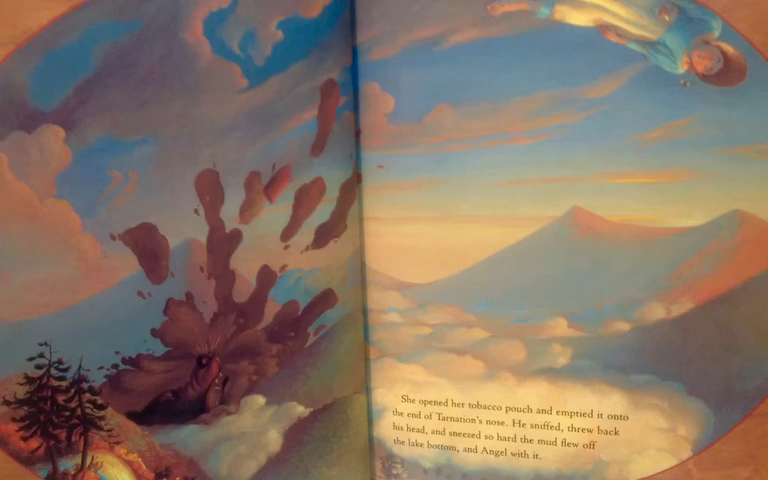 She opened her tobacco pouch and emptied it onto
the end of Tarnation's nose. He sniffed, threw back
his head, and sneezed so hard the mud flew off
the lake bottom, and Angel with it.